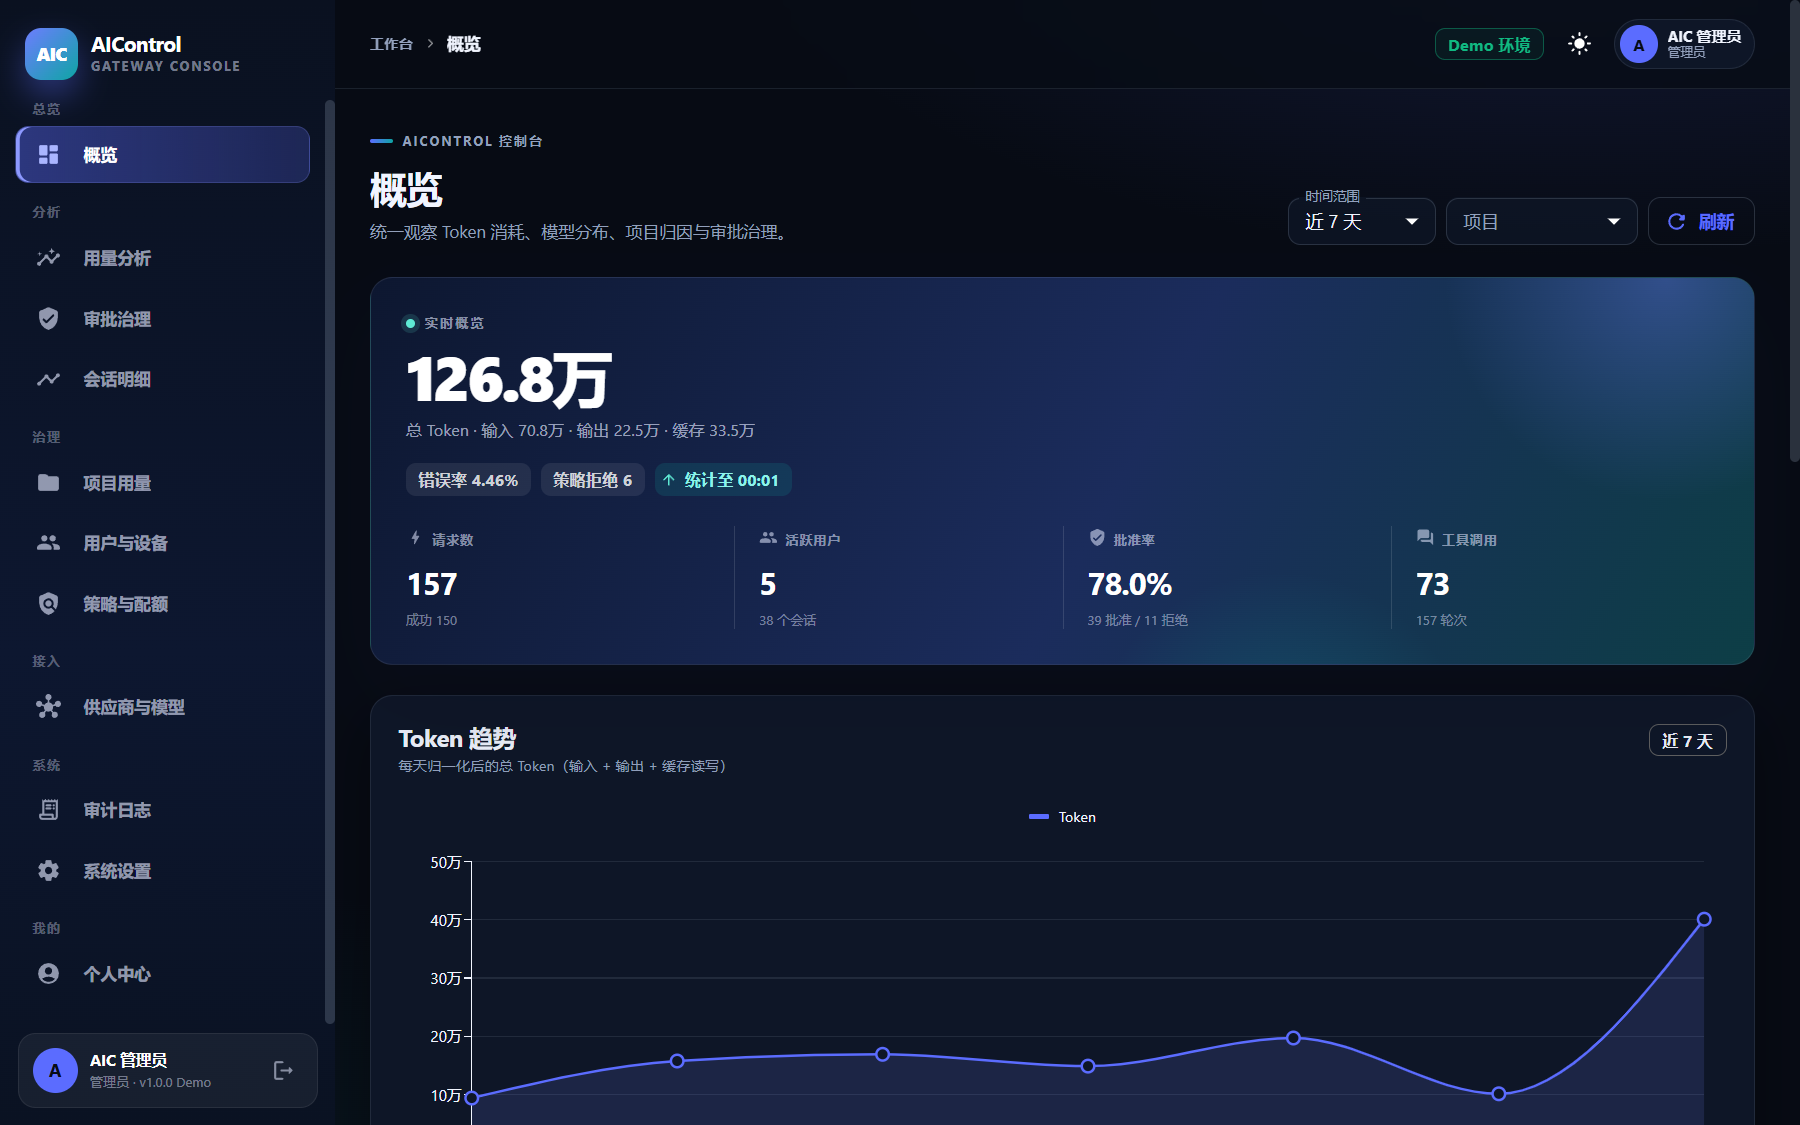 AIC
AIControl
GATEWAY CONSOLE
总览
概览
分析
用量分析
审批治理
会话明细
治理
项目用量
用户与设备
策略与配额
接入
供应商与模型
系统
审计日志
系统设置
我的
个人中心
A
AIC 管理员
管理员 · v1.0.0 Demo
工作台 › 概览
Demo 环境
A
AIC 管理员
管理员
AICONTROL 控制台
概览
统一观察 Token 消耗、模型分布、项目归因与审批治理。
时间范围
近 7 天
项目
刷新
实时概览
126.8万
总 Token · 输入 70.8万 · 输出 22.5万 · 缓存 33.5万
错误率 4.46%
策略拒绝 6
统计至 00:01
请求数
157
成功 150
活跃用户
5
38 个会话
批准率
78.0%
39 批准 / 11 拒绝
工具调用
73
157 轮次
Token 趋势
每天归一化后的总 Token（输入 + 输出 + 缓存读写）
近 7 天
Token
50万
40万
30万
20万
10万